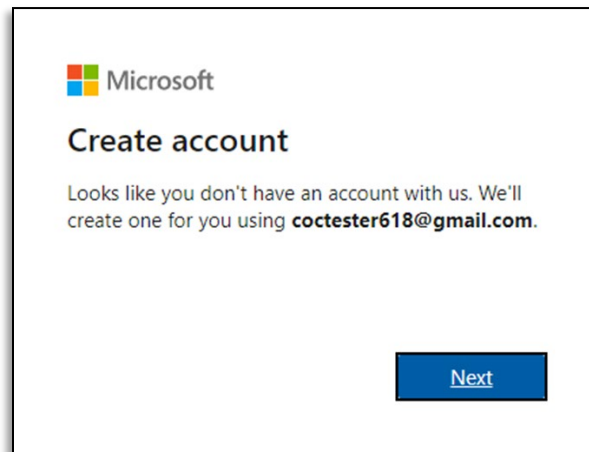 Microsoft
Create account
Looks like you don't have an account with us. We'll
create one for you using coctester618@gmail.com.
Next